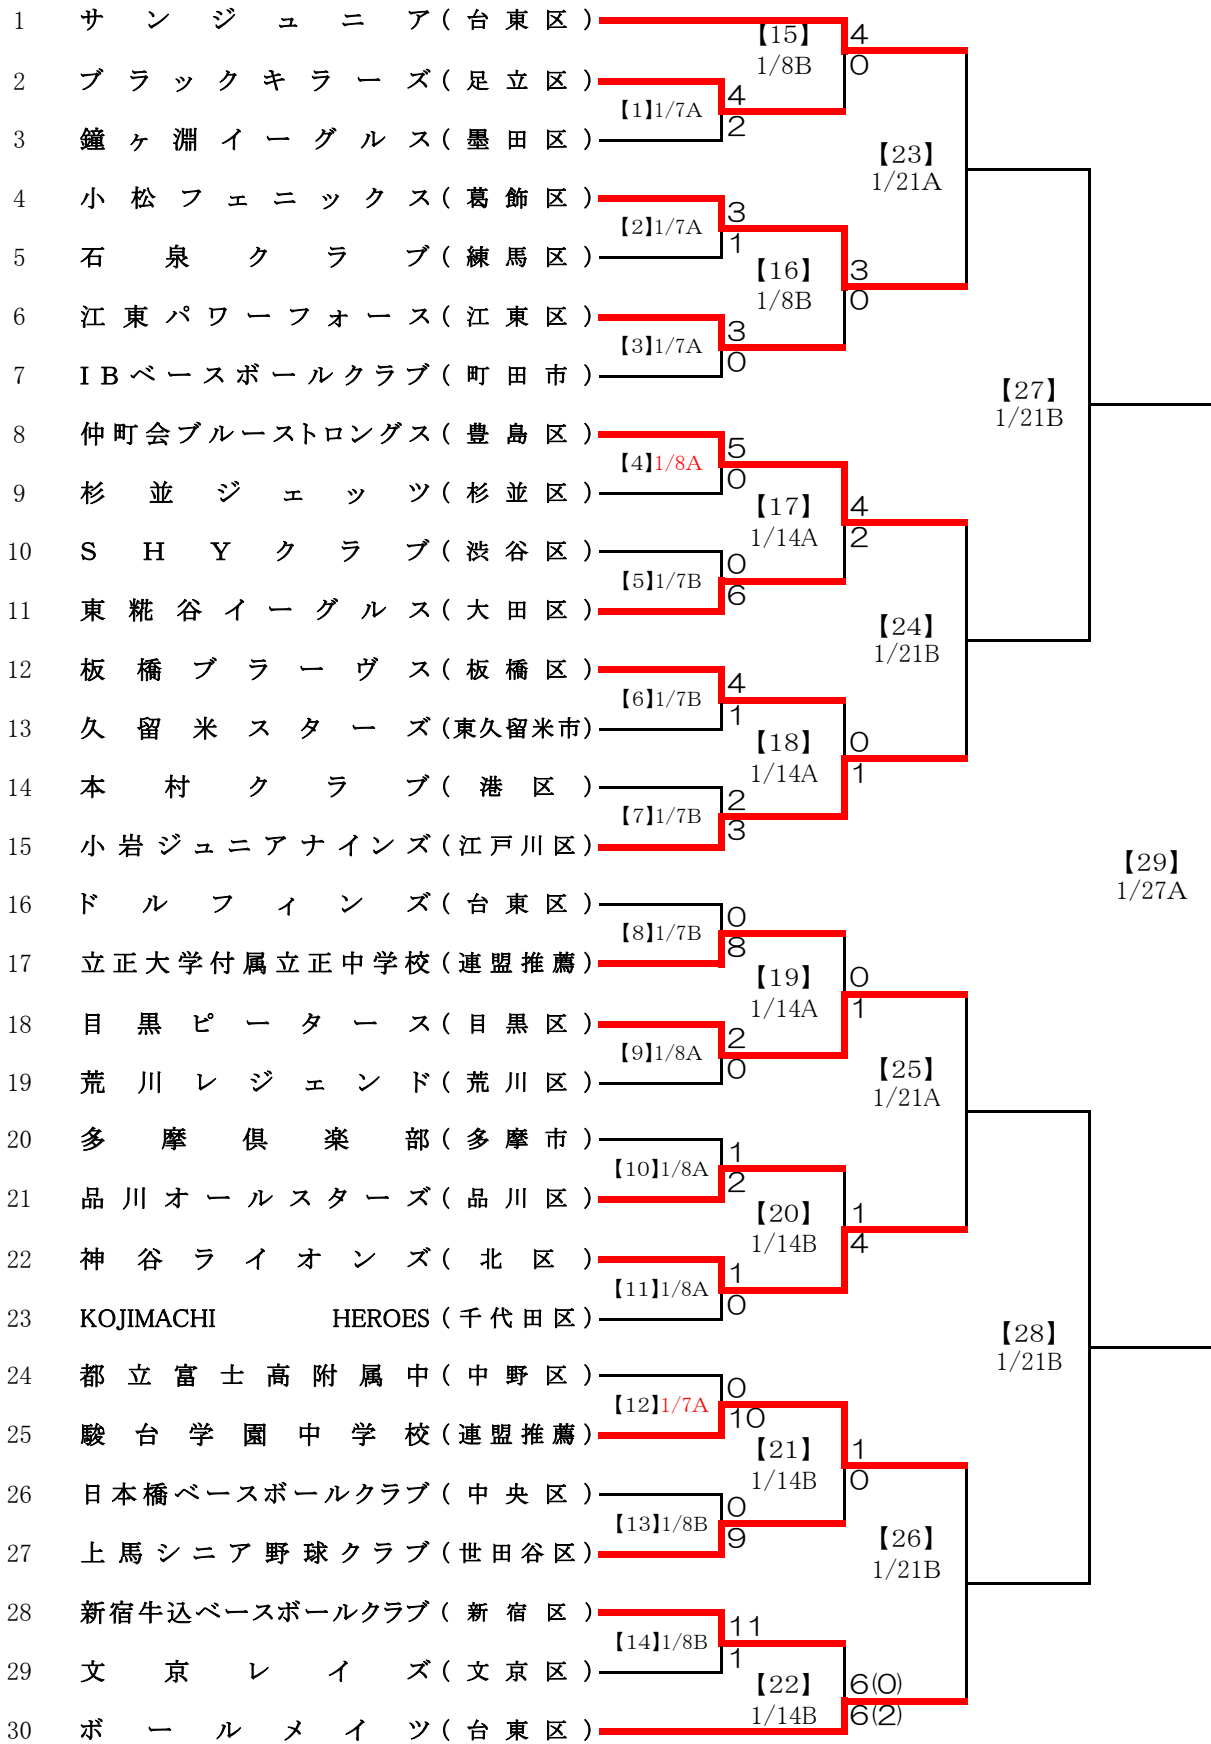 1 サンジュニア(台東区)
【15】 4
1/8B 0
2 ブラックキラーズ(足立区)
【1】1/7A 4
2
3 鐘ヶ淵イーグルス(墨田区)
【23】
1/21A
4 小松フェニックス(葛飾区)
【2】1/7A 3
1
5 石泉クラブ(練馬区)
【16】 3
1/8B 0
6 江東パワーフォース(江東区)
【3】1/7A 3
0
7 IBベースボールクラブ(町田市)
【27】
1/21B
8 仲町会ブルーストロングス(豊島区)
【4】1/8A 5
0
9 杉並ジェッツ(杉並区)
【17】 4
1/14A 2
10 SHYクラブ(渋谷区)
【5】1/7B 0
6
11 東糀谷イーグルス(大田区)
【24】
1/21B
12 板橋ブラーヴス(板橋区)
【6】1/7B 4
1
13 久留米スターズ(東久留米市)
【18】 0
1/14A 1
14 本村クラブ(港区)
【7】1/7B 2
3
15 小岩ジュニアナインズ(江戸川区)
【29】
1/27A
16 ドルフィンズ(台東区)
【8】1/7B 0
8
17 立正大学付属立正中学校(連盟推薦)
【19】 0
1/14A 1
18 目黒ピータース(目黒区)
【9】1/8A 2
0
19 荒川レジェンド(荒川区)
【25】
1/21A
20 多摩倶楽部(多摩市)
【10】1/8A 1
2
21 品川オールスターズ(品川区)
【20】 1
1/14B 4
22 神谷ライオンズ(北区)
【11】1/8A 1
0
23 KOJIMACHI HEROES(千代田区)
【28】
1/21B
24 都立富士高附属中(中野区)
【12】1/7A 0
10
25 駿台学園中学校(連盟推薦)
【21】 1
1/14B 0
26 日本橋ベースボールクラブ(中央区)
【13】1/8B 0
9
27 上馬シニア野球クラブ(世田谷区)
【26】
1/21B
28 新宿牛込ベースボールクラブ(新宿区)
【14】1/8B 11
1
29 文京レイズ(文京区)
【22】 6(0)
1/14B 6(2)
30 ボールメイツ(台東区)